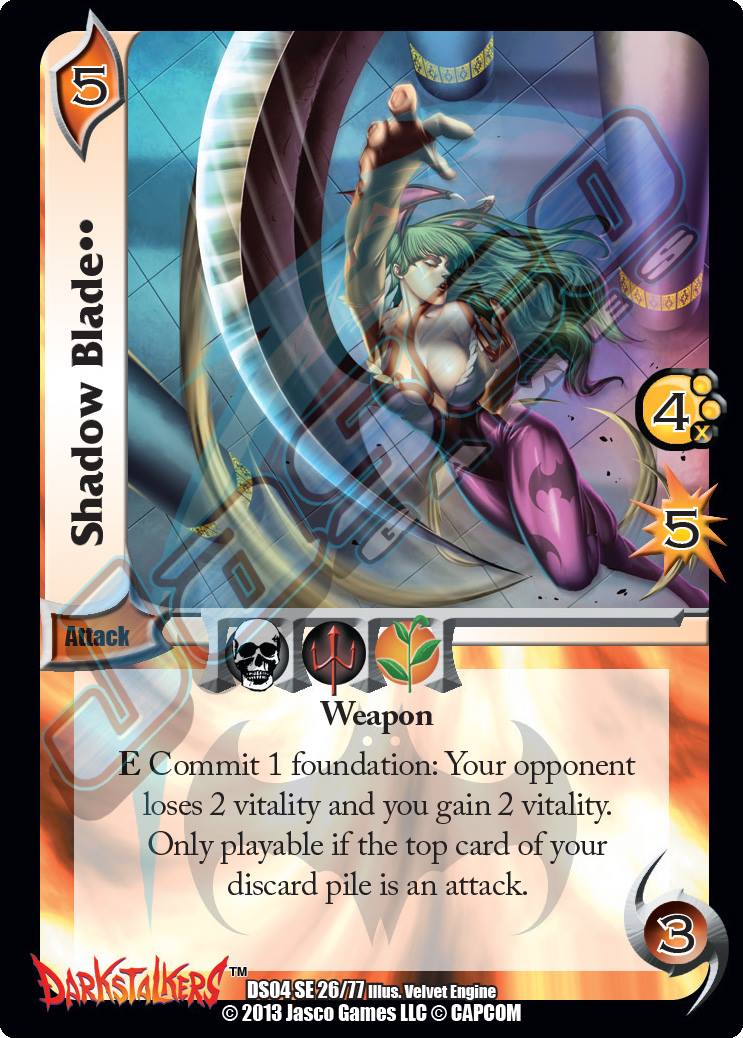 5
Shadow Blade••
4
X
5
Attack
Weapon
E Commit 1 foundation: Your opponent
loses 2 vitality and you gain 2 vitality.
Only playable if the top card of your
discard pile is an attack.
3
DARKSTALKERS™
DS04 SE 26/77 Illus. Velvet Engine
© 2013 Jasco Games LLC © CAPCOM
JASCO
GAMES